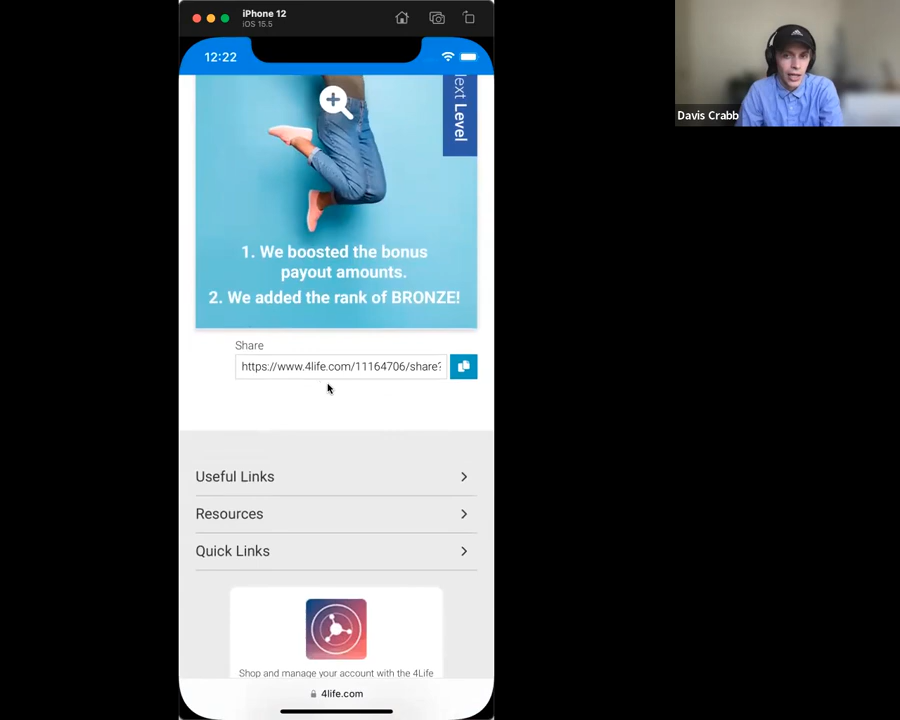 iPhone 12
iOS 15.5
12:22
Next Level
1. We boosted the bonus
payout amounts.
2. We added the rank of BRONZE!
Share
https://www.4life.com/11164706/share?
Useful Links
Resources
Quick Links
Shop and manage your account with the 4Life
4life.com
Davis Crabb